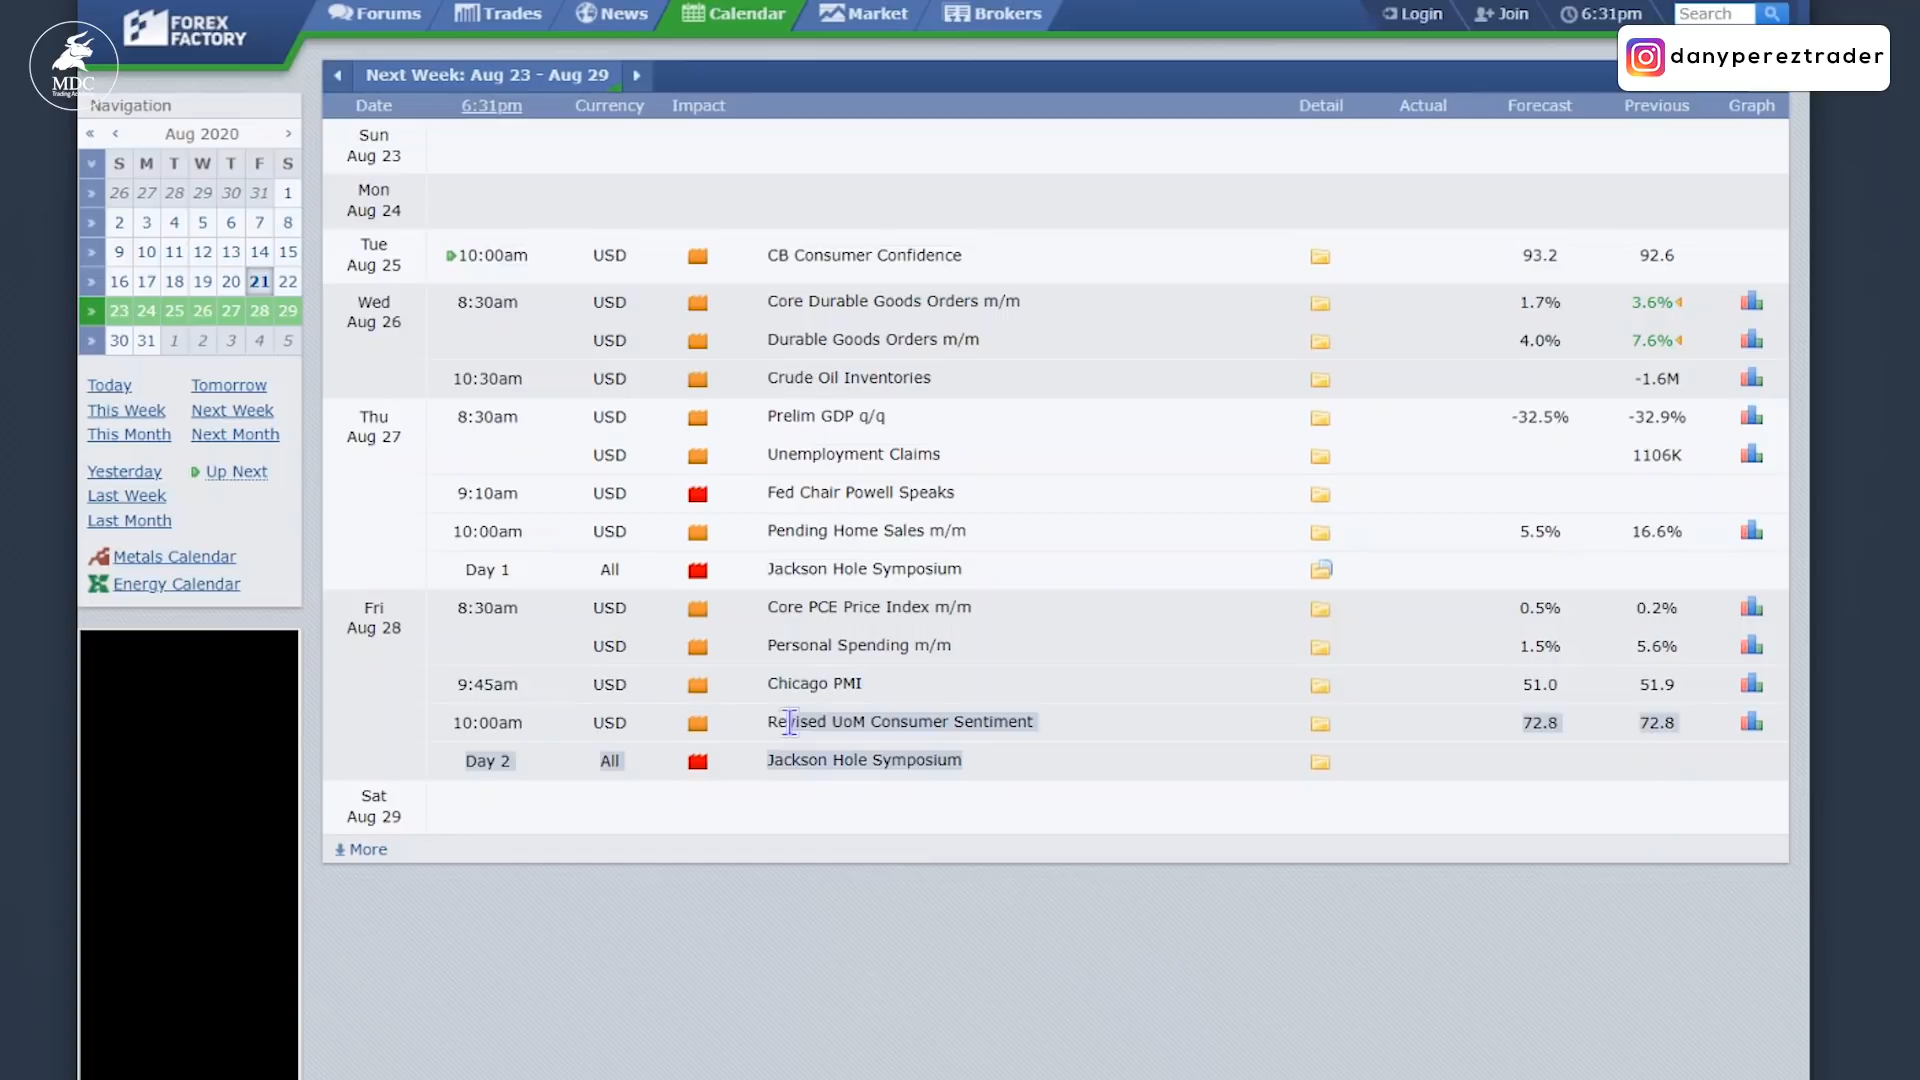 FOREX FACTORY
Forums Trades News Calendar Market Brokers Login Join 6:31pm Search
MDC
Trading Academy
danypereztrader
Navigation
« ‹ Aug 2020 ›
S M T W T F S
» 26 27 28 29 30 31 1
» 2 3 4 5 6 7 8
» 9 10 11 12 13 14 15
» 16 17 18 19 20 21 22
» 23 24 25 26 27 28 29
» 30 31 1 2 3 4 5
Today Tomorrow
This Week Next Week
This Month Next Month
Yesterday Up Next
Last Week
Last Month
Metals Calendar
Energy Calendar
Next Week: Aug 23 - Aug 29
Date 6:31pm Currency Impact Detail Actual Forecast Previous Graph
Sun
Aug 23
Mon
Aug 24
Tue
Aug 25
10:00am USD CB Consumer Confidence 93.2 92.6
Wed
Aug 26
8:30am USD Core Durable Goods Orders m/m 1.7% 3.6%
USD Durable Goods Orders m/m 4.0% 7.6%
10:30am USD Crude Oil Inventories -1.6M
Thu
Aug 27
8:30am USD Prelim GDP q/q -32.5% -32.9%
USD Unemployment Claims 1106K
9:10am USD Fed Chair Powell Speaks
10:00am USD Pending Home Sales m/m 5.5% 16.6%
Day 1 All Jackson Hole Symposium
Fri
Aug 28
8:30am USD Core PCE Price Index m/m 0.5% 0.2%
USD Personal Spending m/m 1.5% 5.6%
9:45am USD Chicago PMI 51.0 51.9
10:00am USD Revised UoM Consumer Sentiment 72.8 72.8
Day 2 All Jackson Hole Symposium
Sat
Aug 29
More